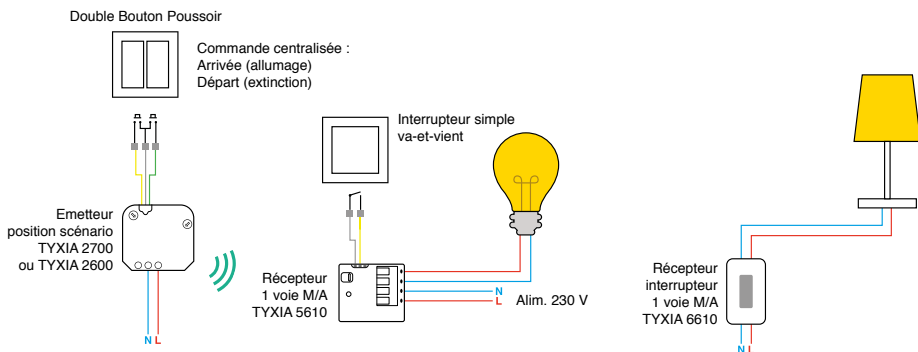 Double Bouton Poussoir
Commande centralisée :
Arrivée (allumage)
Départ (extinction)
Emetteur
position scénario
TYXIA 2700
ou TYXIA 2600
N L
Interrupteur simple
va-et-vient
Récepteur
1 voie M/A
TYXIA 5610
N
L
Alim. 230 V
Récepteur
interrupteur
1 voie M/A
TYXIA 6610
N L